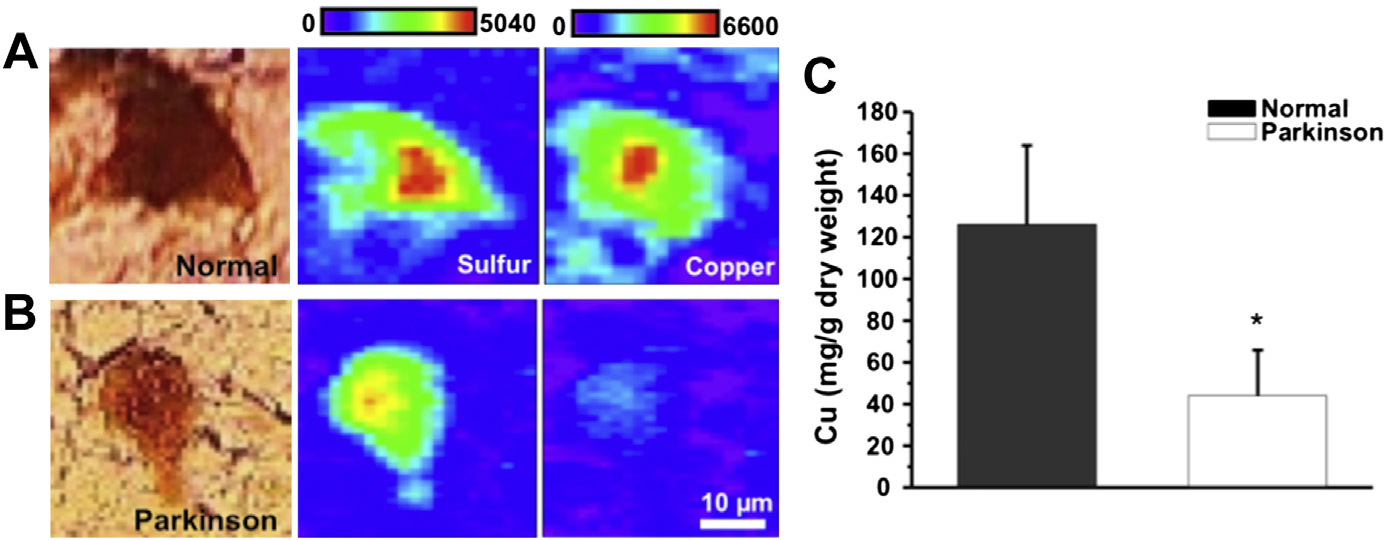 0 5040 0 6600
A
Normal
Sulfur
Copper
B
Parkinson
10 µm
C
Normal
Parkinson
Cu (mg/g dry weight)
180
160
140
120
100
80
60
40
20
0
*